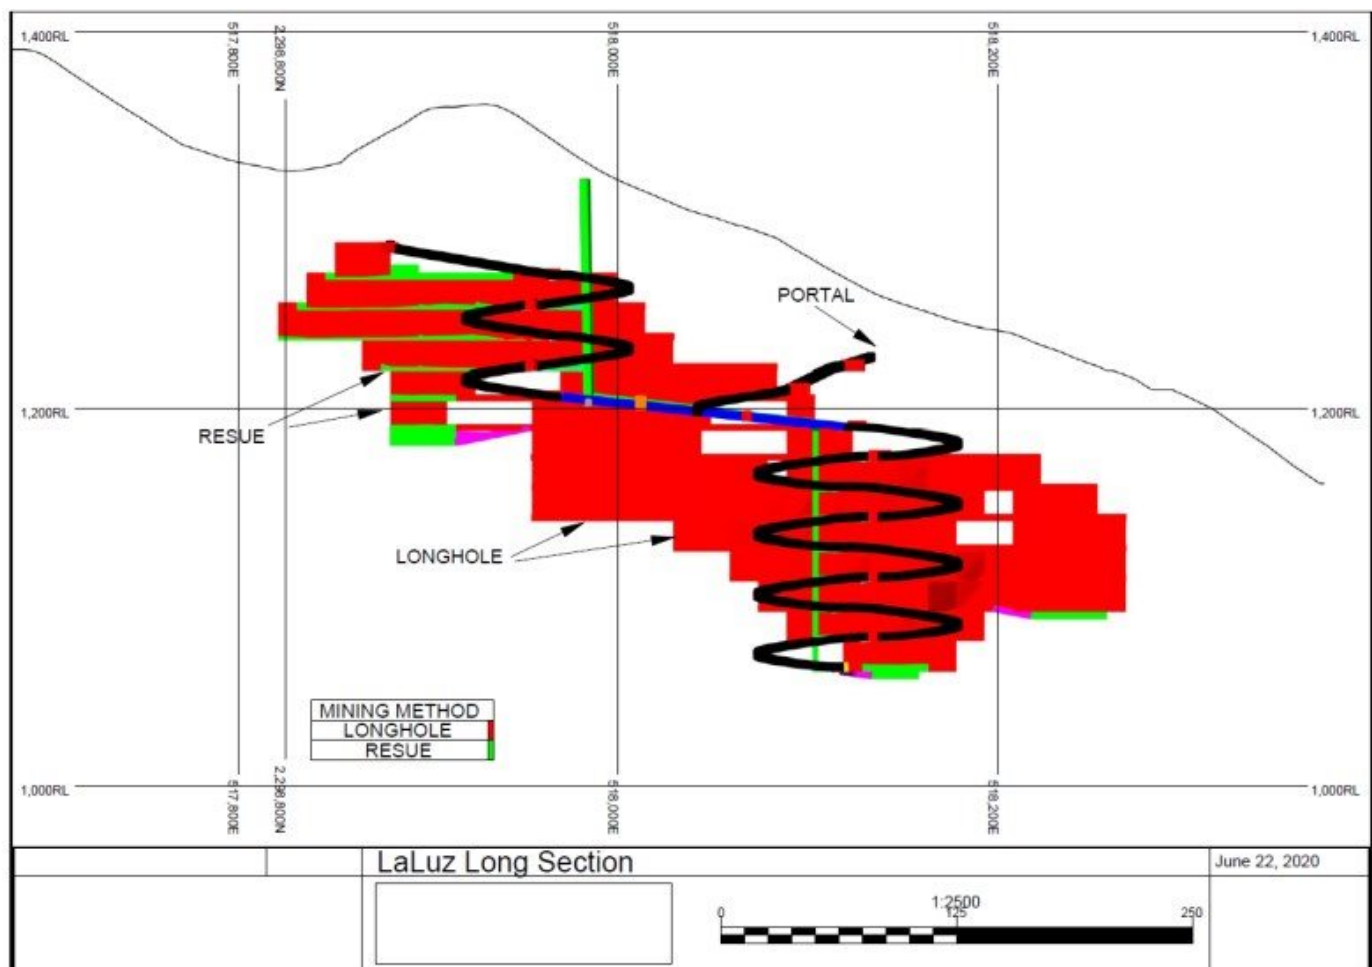 1,400RL
1,400RL
517,800E
2,298,800N
518,000E
518,200E
PORTAL
1,200RL
1,200RL
RESUE
LONGHOLE
MINING METHOD
LONGHOLE
RESUE
1,000RL
1,000RL
517,800E
2,298,800N
518,000E
518,200E
LaLuz Long Section
June 22, 2020
1:2500
0
125
250